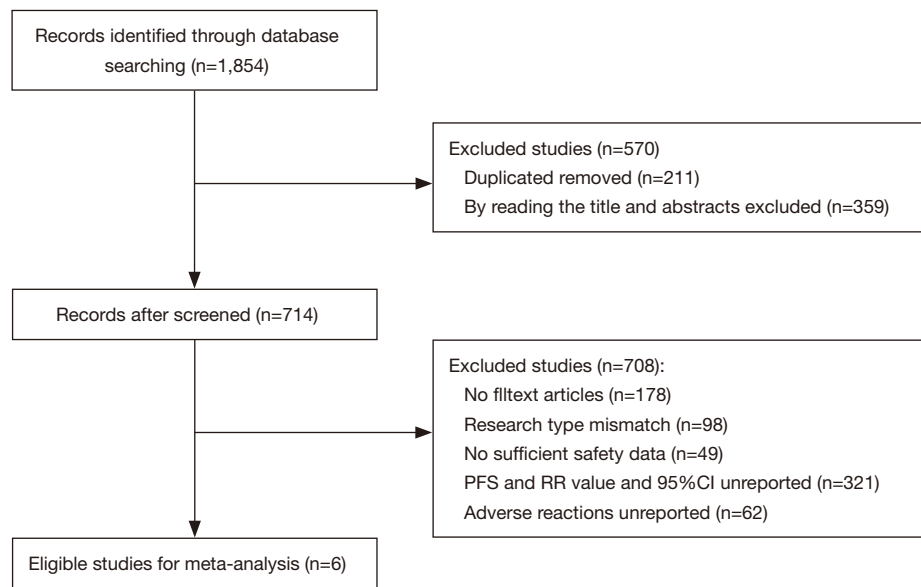 Records identified through database
searching (n=1,854)
Excluded studies (n=570)
Duplicated removed (n=211)
By reading the title and abstracts excluded (n=359)
Records after screened (n=714)
Excluded studies (n=708):
No flltext articles (n=178)
Research type mismatch (n=98)
No sufficient safety data (n=49)
PFS and RR value and 95%CI unreported (n=321)
Adverse reactions unreported (n=62)
Eligible studies for meta-analysis (n=6)